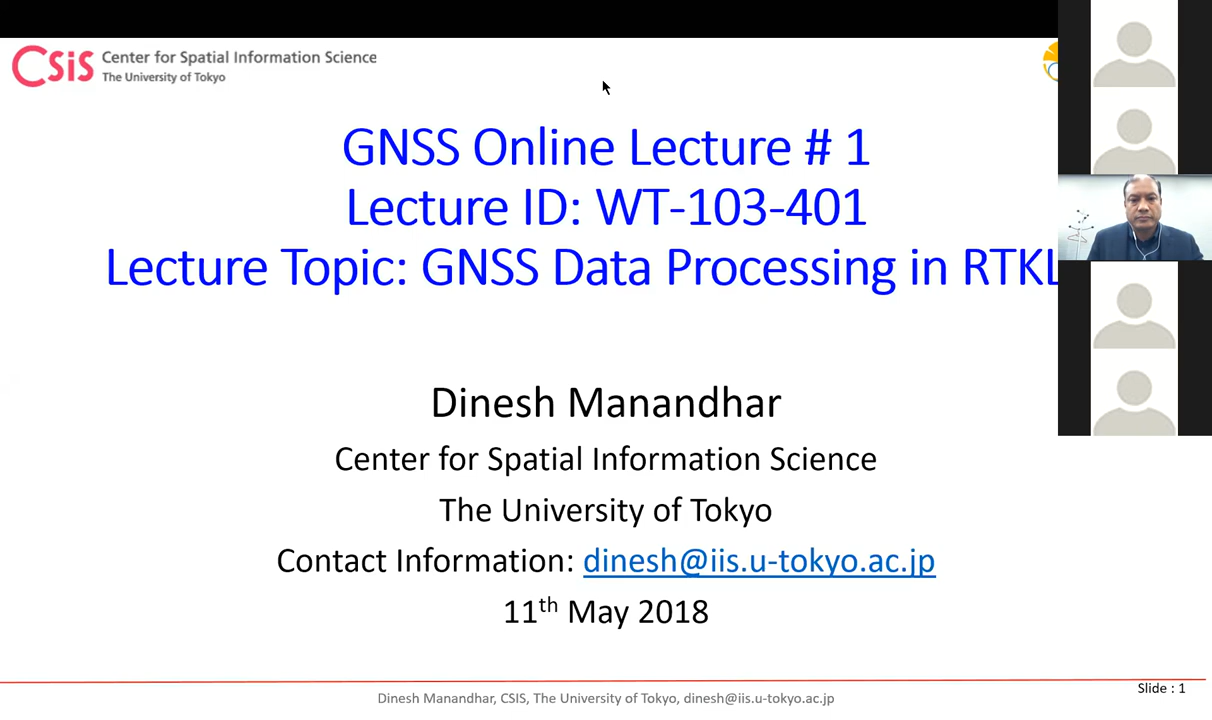 CSiS Center for Spatial Information Science
The University of Tokyo
GNSS Online Lecture # 1
Lecture ID: WT-103-401
Lecture Topic: GNSS Data Processing in
Dinesh Manandhar
Center for Spatial Information Science
The University of Tokyo
Contact Information: dinesh@iis.u-tokyo.ac.jp
11th May 2018
Dinesh Manandhar, CSIS, The University of Tokyo, dinesh@iis.u-tokyo.ac.jp
Slide : 1